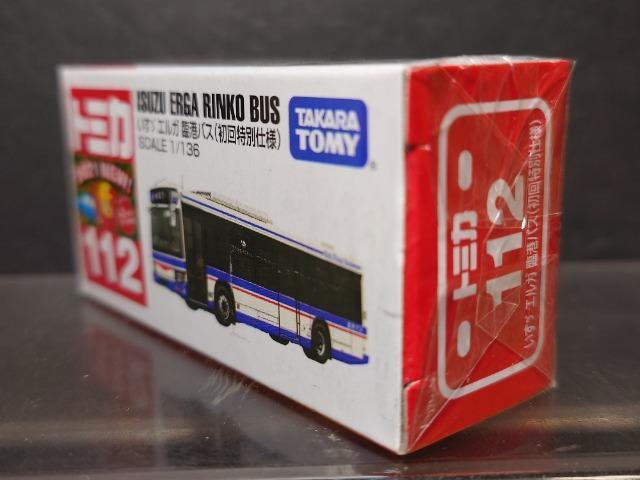 トミカ
NEW!
112
ISUZU ERGA RINKO BUS
いすゞ エルガ 臨港バス(初回特別仕様)
SCALE 1/136
TAKARA
TOMY
トミカ
112
いすゞ エルガ 臨港バス(初回特別仕様)